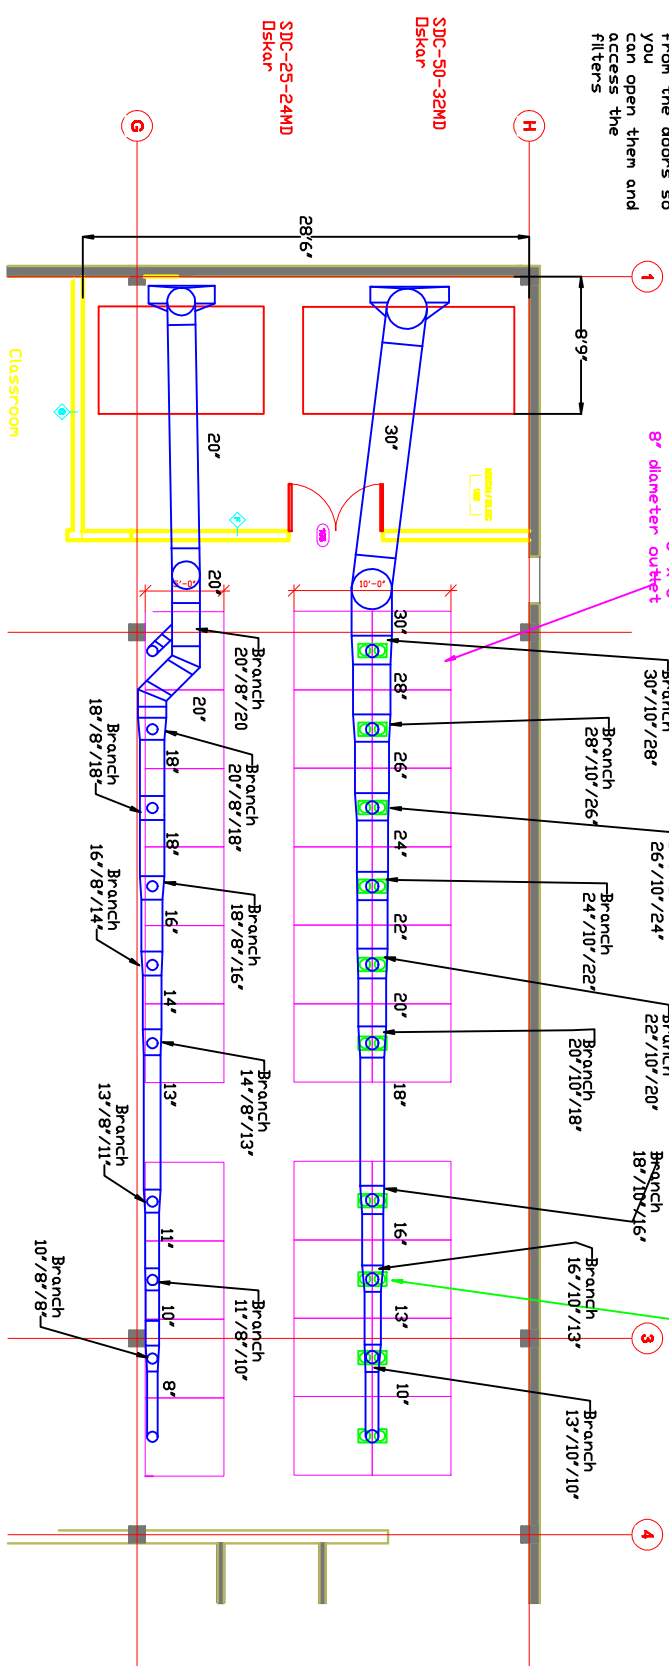 from the doors so
you
can open them and
access the
filters
SDC-50-32MD
Oskar
SDC-25-24MD
Oskar
H
G
1
3
4
28'6"
8'9"
8" diameter outlet
Classroom
30"
20"
20"
5'-0"
10'-0"
30"
28"
26"
24"
22"
20"
18"
16"
13"
10"
20"
18"
18"
16"
14"
13"
11"
10"
8"
Branch
30"/10"/28"
Branch
28"/10"/26"
26"/10"/24"
Branch
24"/10"/22"
Branch
22"/10"/20"
Branch
20"/10"/18"
Branch
18"/10"/16"
Branch
16"/10"/13"
Branch
13"/10"/10"
Branch
20"/8"/20
Branch
20"/8"/18"
Branch
18"/8"/18"
Branch
18"/8"/16"
Branch
16"/8"/14"
Branch
14"/8"/13"
Branch
13"/8"/11"
Branch
11"/8"/10"
Branch
10"/8"/8"